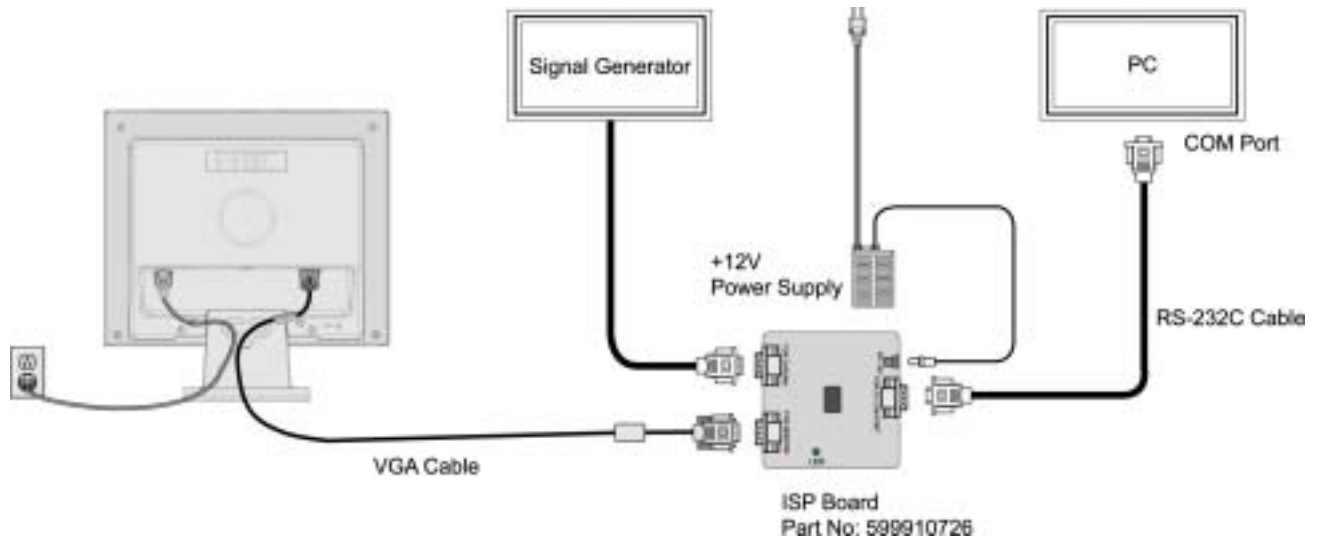 Signal Generator
PC
COM Port
+12V
Power Supply
RS-232C Cable
VGA Cable
ISP Board
Part No: 599910726